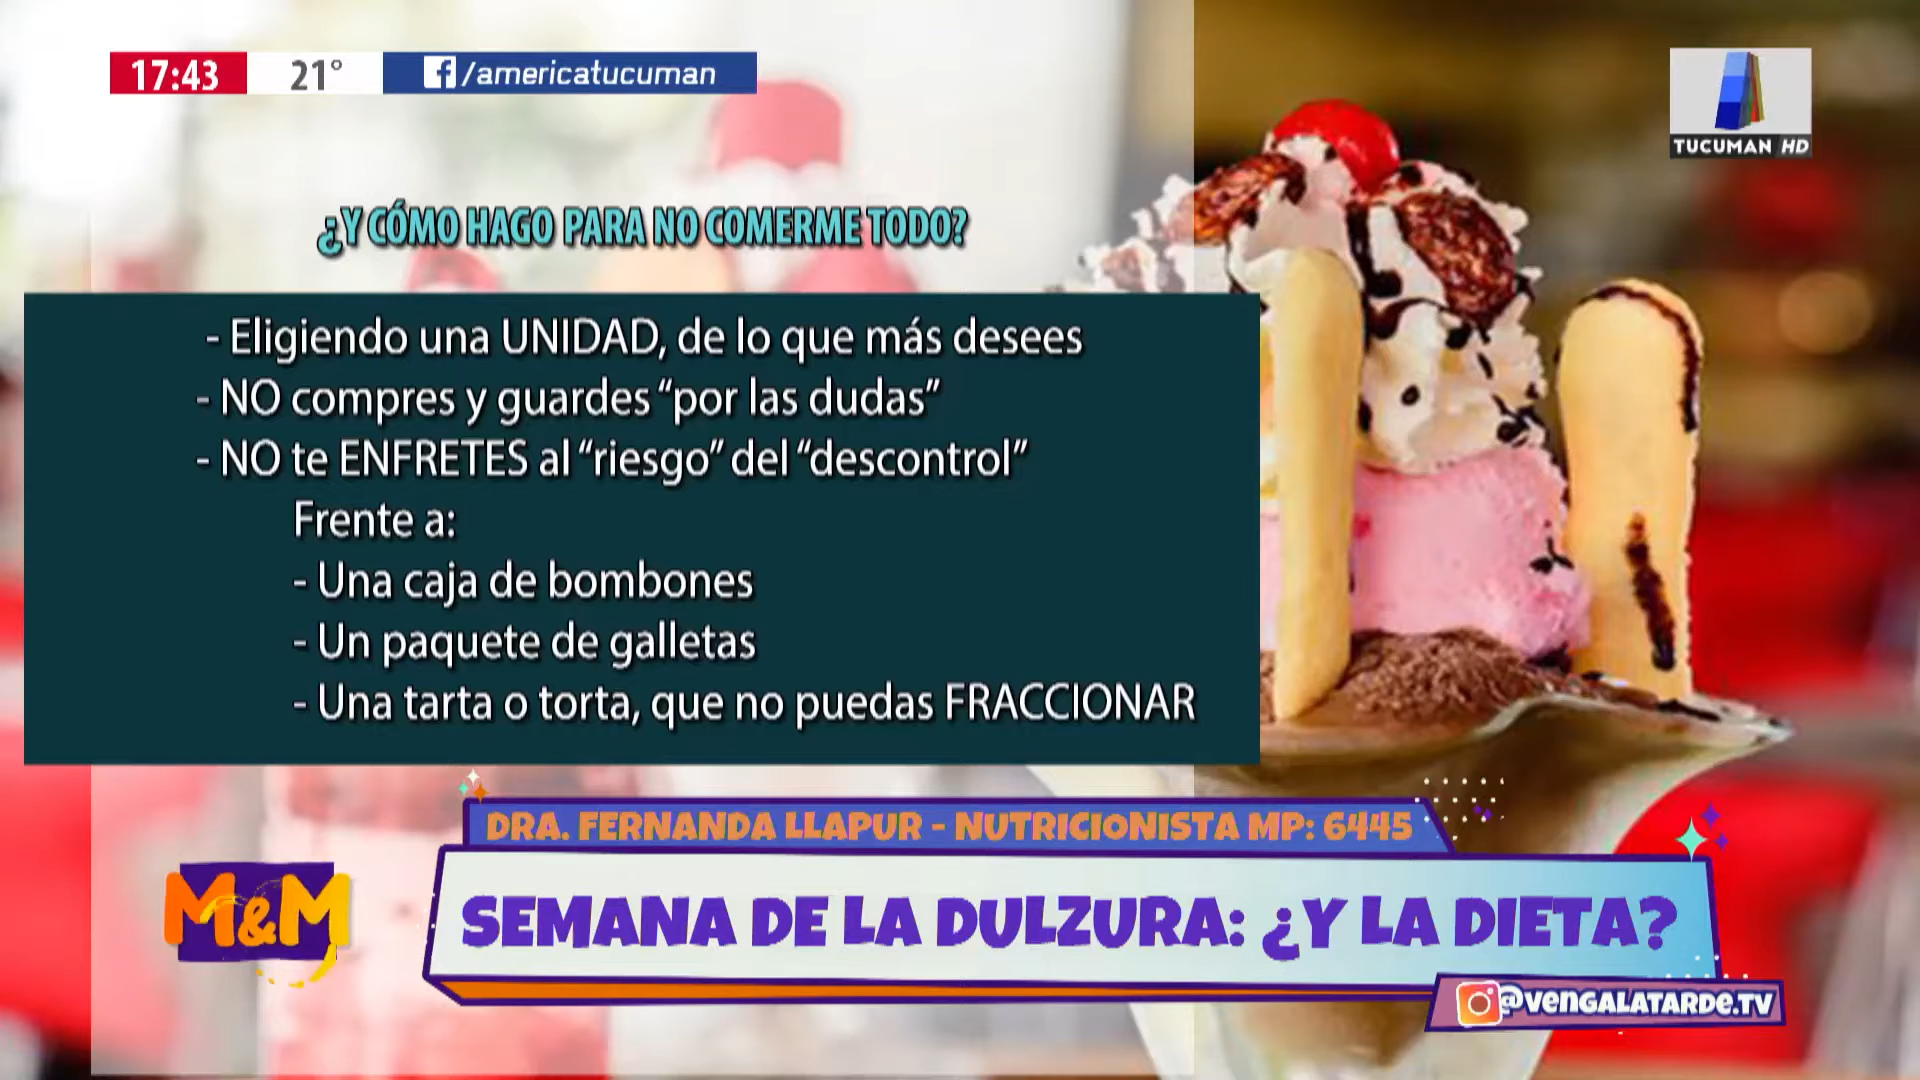 17:43 21° f/americatucuman
TUCUMAN HD
¿Y CÓMO HAGO PARA NO COMERME TODO?
- Eligiendo una UNIDAD, de lo que más desees
- NO compres y guardes “por las dudas”
- NO te ENFRETES al “riesgo” del “descontrol”
Frente a:
- Una caja de bombones
- Un paquete de galletas
- Una tarta o torta, que no puedas FRACCIONAR
DRA. FERNANDA LLAPUR - NUTRICIONISTA MP: 6445
M&M
SEMANA DE LA DULZURA: ¿Y LA DIETA?
@VENGALATARDE.TV